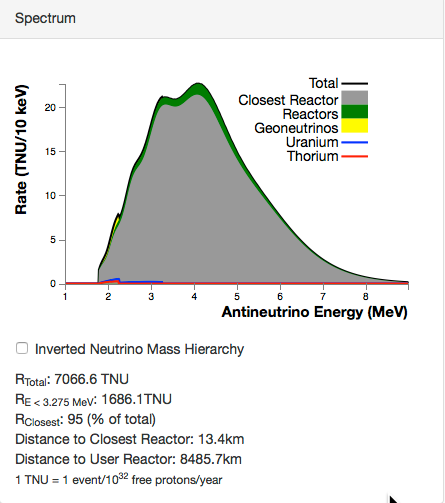 Spectrum
Total
Closest Reactor
Reactors
Geoneutrinos
Uranium
Thorium
Rate (TNU/10 keV)
20
15
10
5
0
1 2 3 4 5 6 7 8
Antineutrino Energy (MeV)
Inverted Neutrino Mass Hierarchy
RTotal: 7066.6 TNU
RE < 3.275 MeV: 1686.1TNU
RClosest: 95 (% of total)
Distance to Closest Reactor: 13.4km
Distance to User Reactor: 8485.7km
1 TNU = 1 event/10³² free protons/year